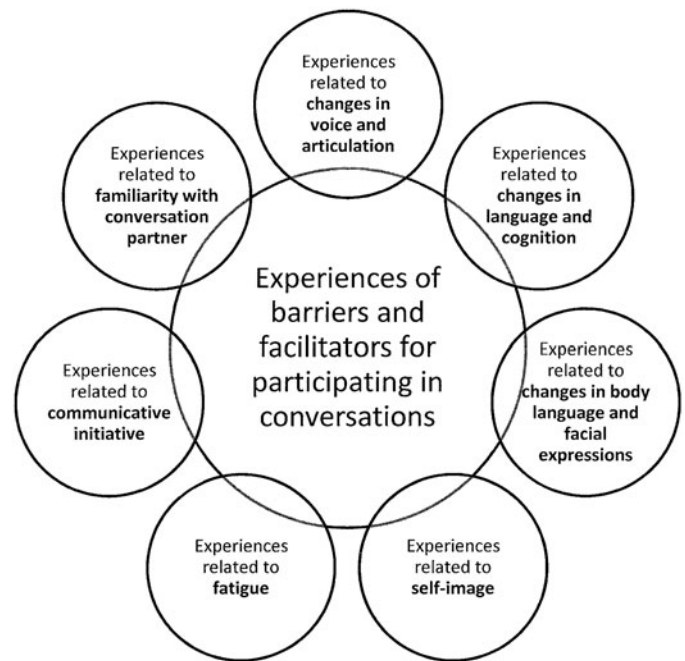 Experiences
related to
changes in
voice and
articulation
Experiences
related to
changes in
language and
cognition
Experiences
related to
changes in body
language and
facial
expressions
Experiences
related to
self-image
Experiences
related to
fatigue
Experiences
related to
communicative
initiative
Experiences
related to
familiarity with
conversation
partner
Experiences of
barriers and
facilitators for
participating in
conversations